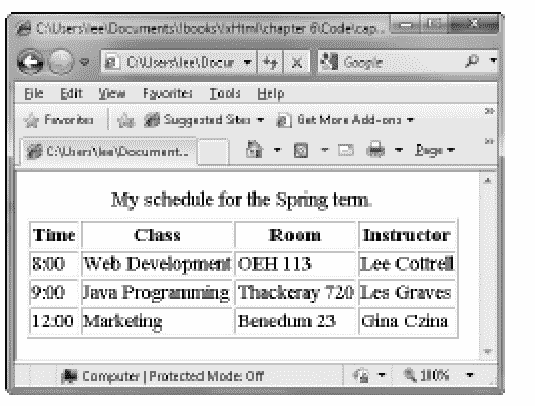 C:\Users\lee\Documents\!books\xHtml\chapter 6\Code\cap...
C:\Users\lee\Docur
Google
File Edit View Favorites Tools Help
Favorites Suggested Sites Get More Add-ons
C:\Users\lee\Document... Page
My schedule for the Spring term.
Time Class Room Instructor
8:00 Web Development OEH 113 Lee Cottrell
9:00 Java Programming Thackeray 720 Les Graves
12:00 Marketing Benedum 23 Gina Czina
Computer | Protected Mode: Off 100%